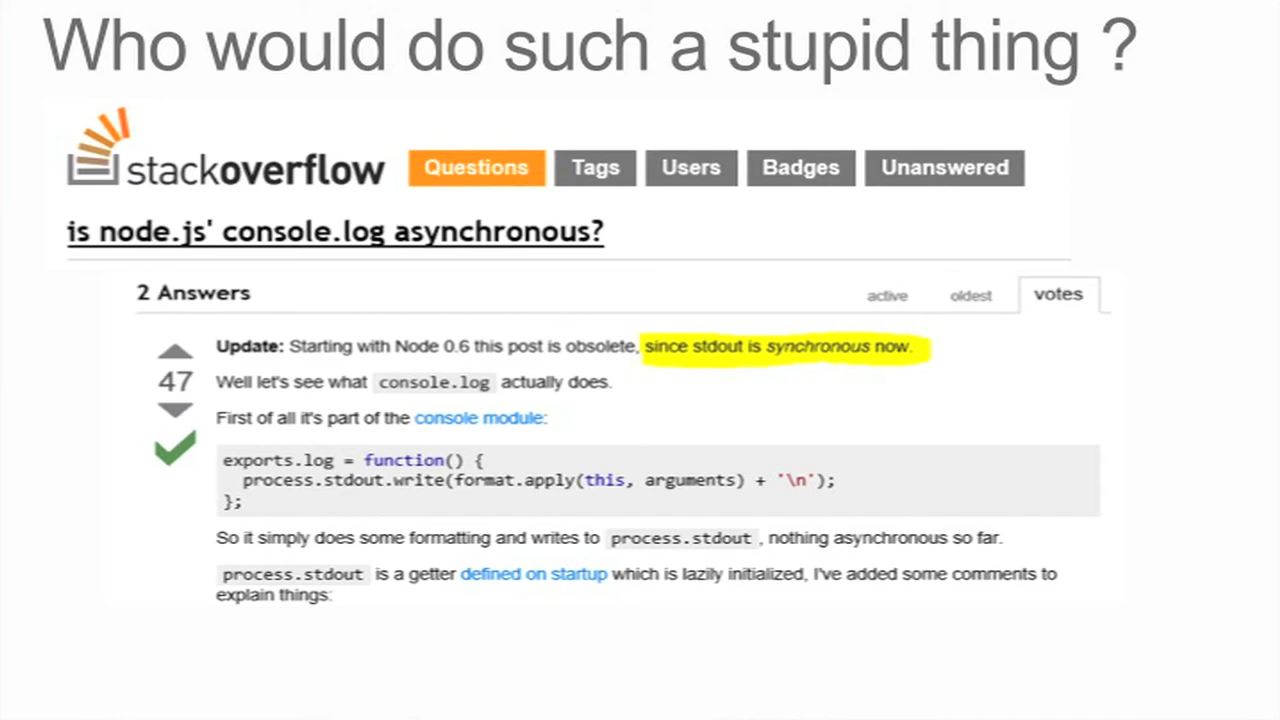 Who would do such a stupid thing ?
stackoverflow Questions Tags Users Badges Unanswered
is node.js' console.log asynchronous?
2 Answers active oldest votes
Update: Starting with Node 0.6 this post is obsolete, since stdout is synchronous now.
47 Well let's see what console.log actually does.
First of all it's part of the console module:
exports.log = function() {
process.stdout.write(format.apply(this, arguments) + '\n');
};
So it simply does some formatting and writes to process.stdout , nothing asynchronous so far.
process.stdout is a getter defined on startup which is lazily initialized, I've added some comments to
explain things: